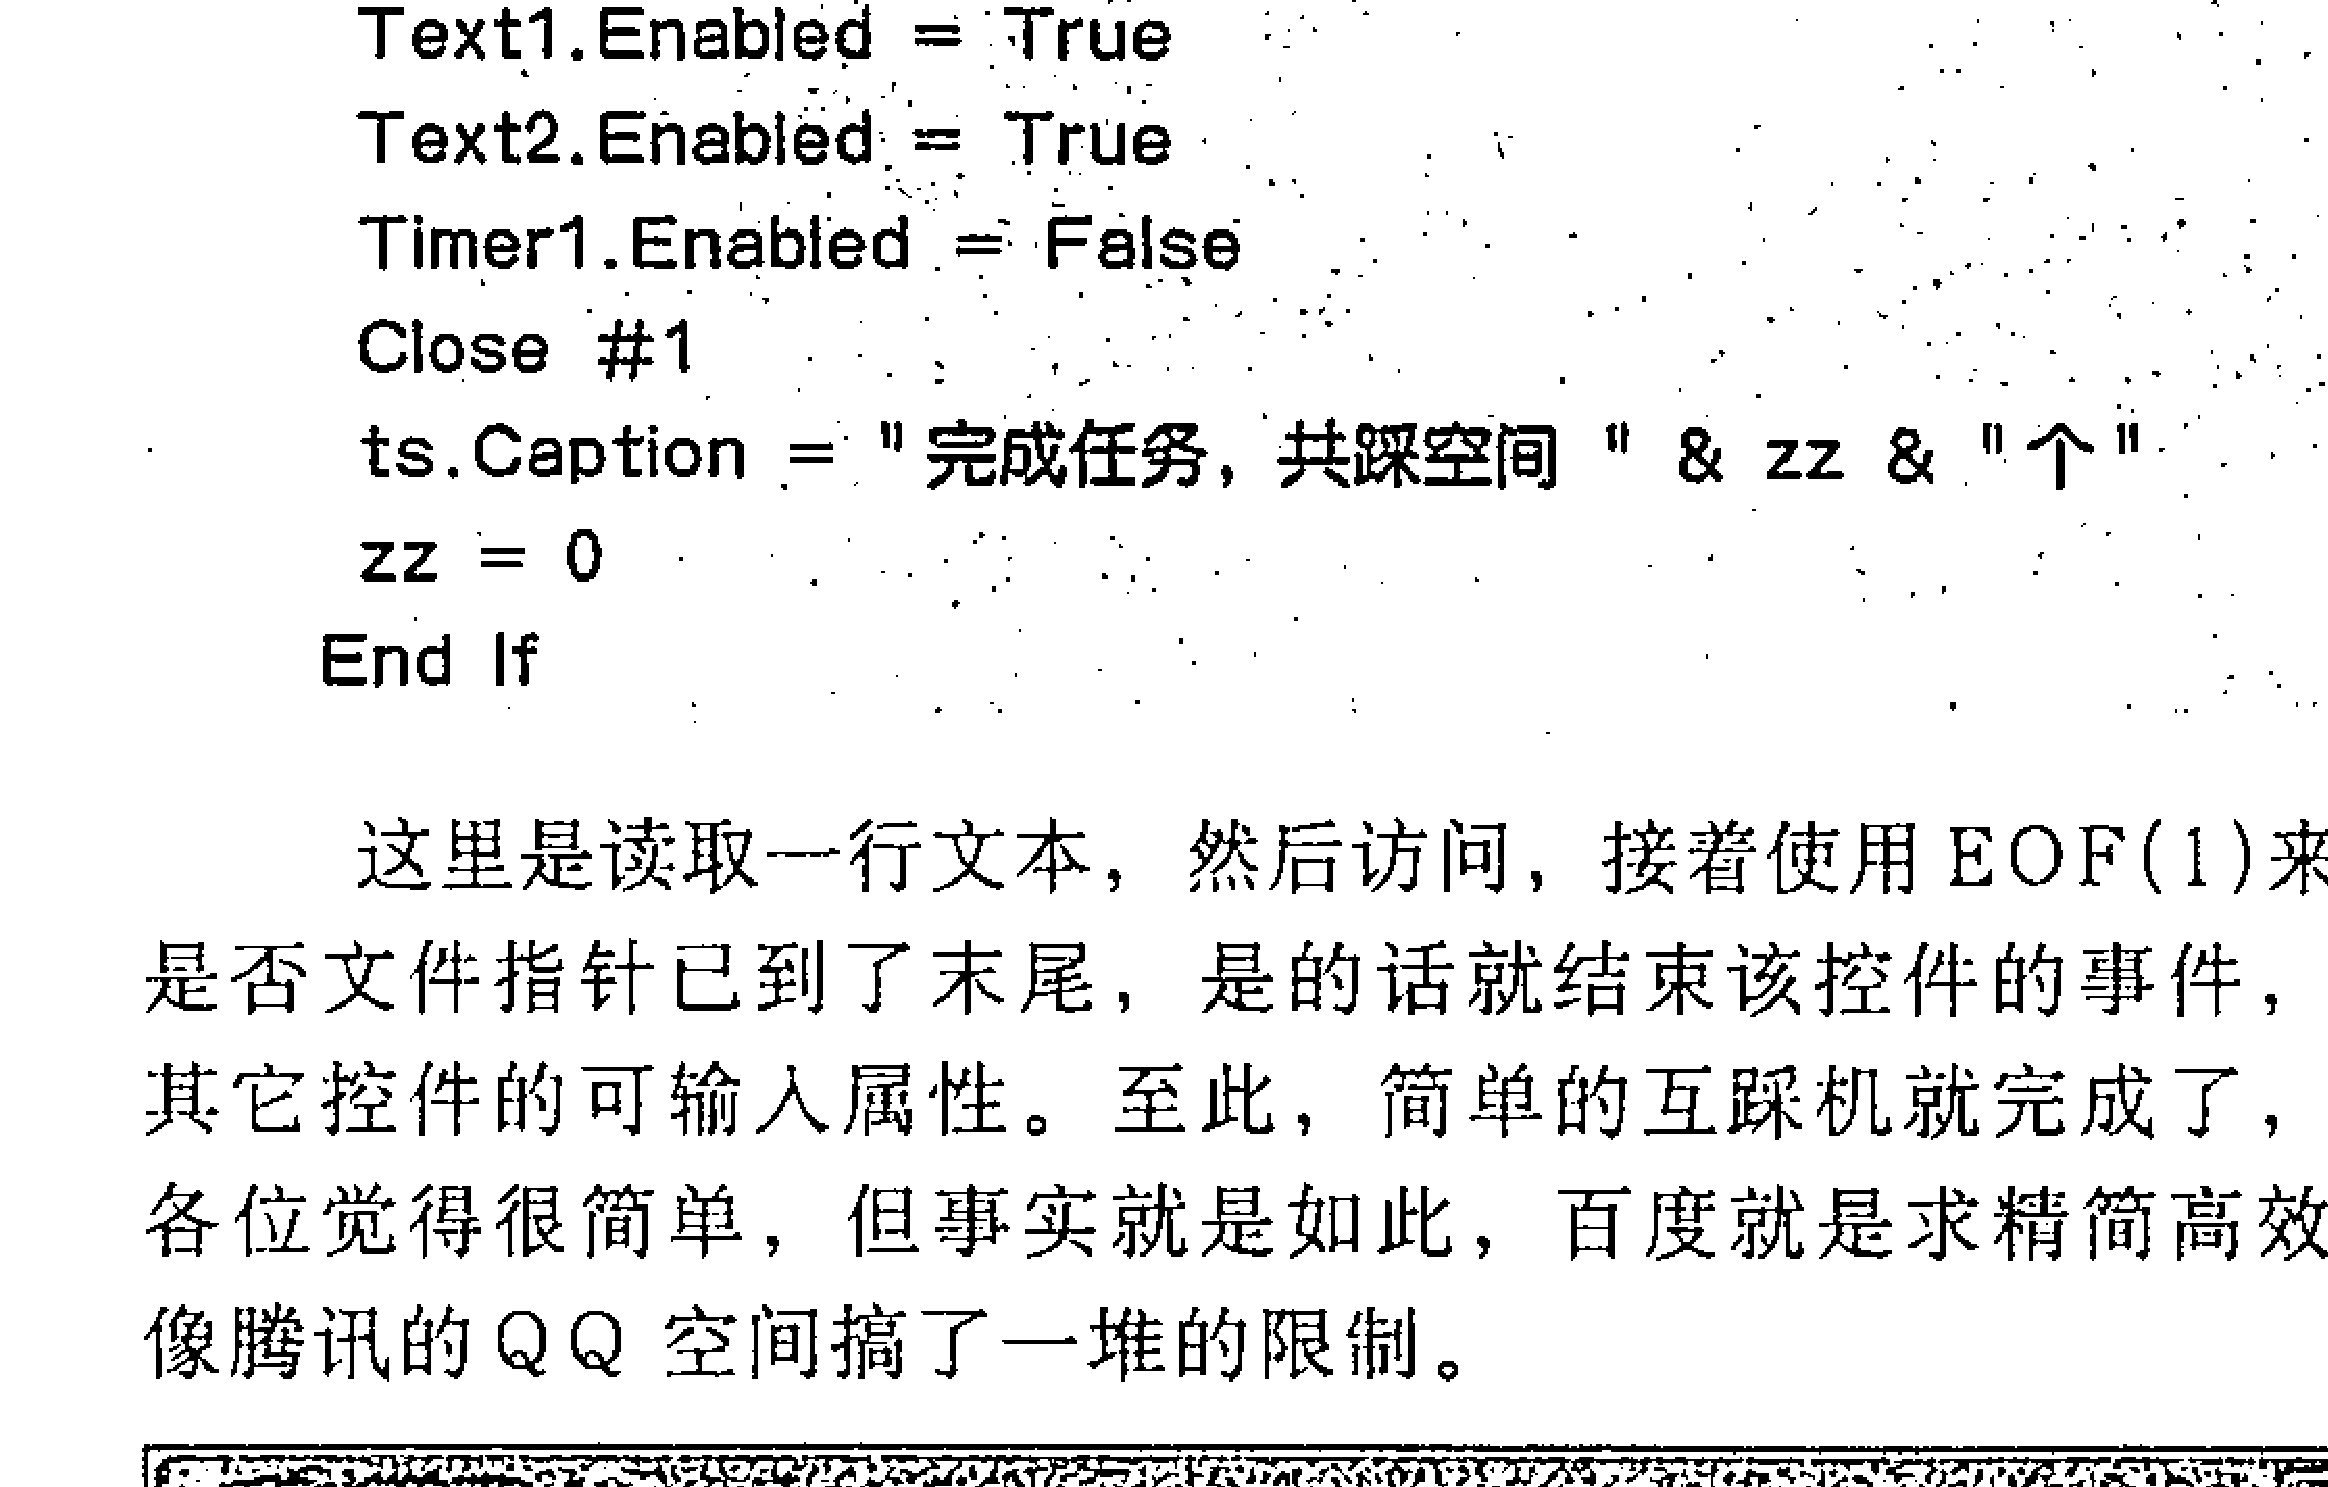 Text1.Enabled = True
Text2.Enabled = True
Timer1.Enabled = False
Close #1
ts.Caption = "完成任务，共踩空间 " & zz & "个"
zz = 0
End If
这里是读取一行文本，然后访问，接着使用EOF(1)来
是否文件指针已到了末尾，是的话就结束该控件的事件，
其它控件的可输入属性。至此，简单的互踩机就完成了，
各位觉得很简单，但事实就是如此，百度就是求精简高效
像腾讯的QQ 空间搞了一堆的限制。